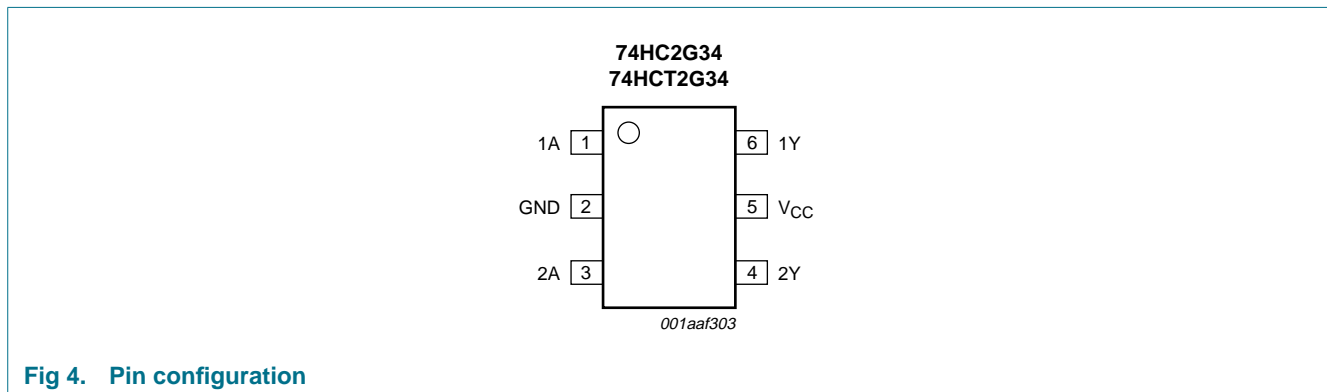 74HC2G34
74HCT2G34
1A 1 6 1Y
GND 2 5 VCC
2A 3 4 2Y
001aaf303
Fig 4. Pin configuration